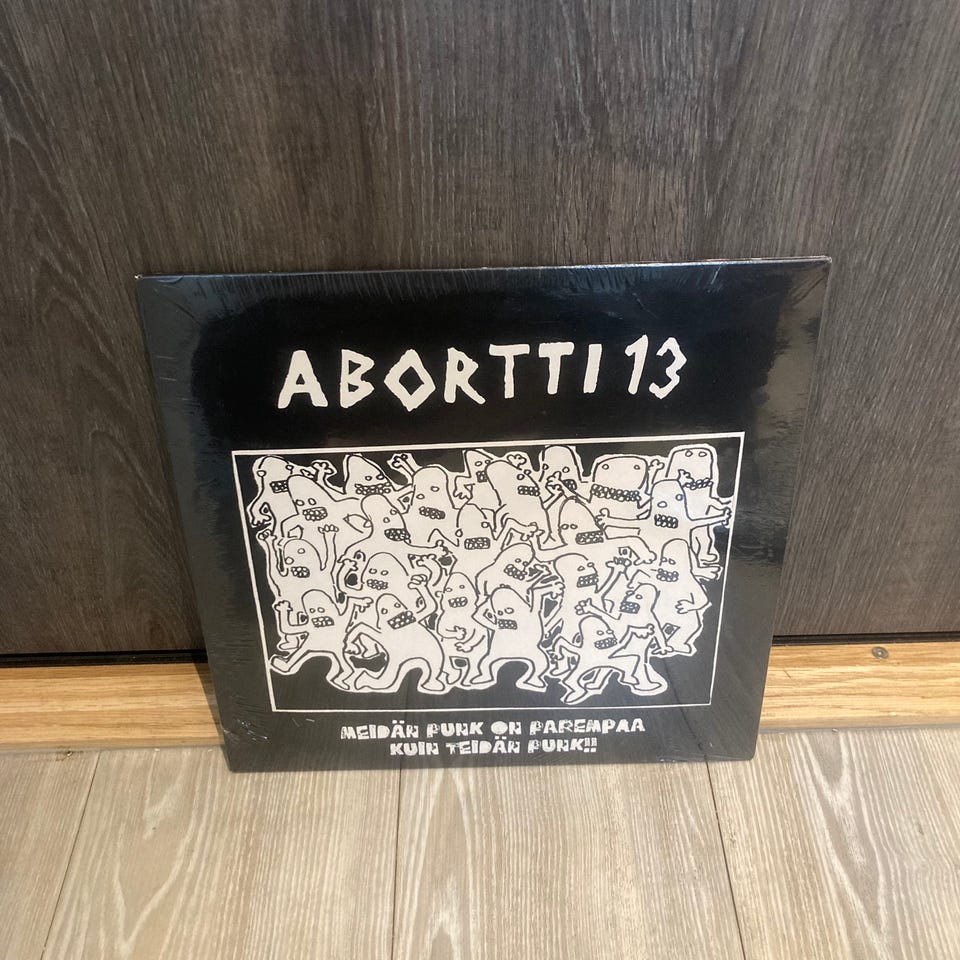 ABORTTI 13
MEIDÄN PUNK ON PAREMPAA
KUIN TEIDÄN PUNK!!